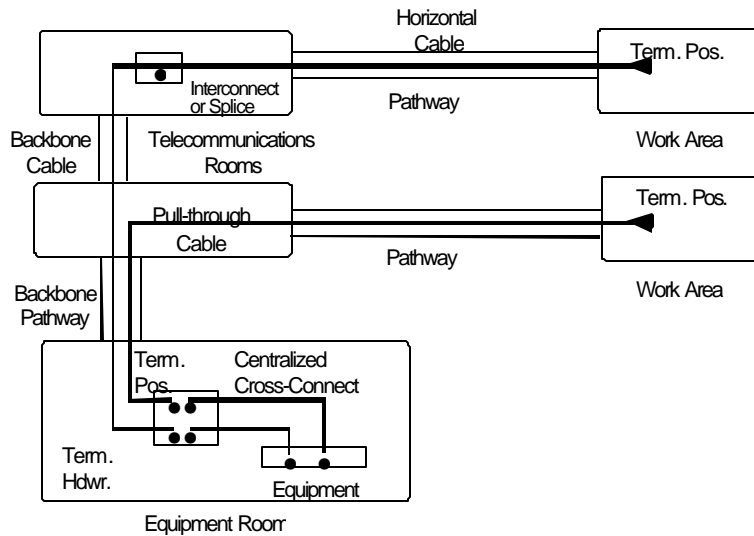 Horizontal
Cable
Term. Pos.
Interconnect
or Splice
Pathway
Backbone
Cable
Telecommunications
Rooms
Work Area
Term. Pos.
Pull-through
Cable
Pathway
Work Area
Backbone
Pathway
Term.
Pos.
Centralized
Cross-Connect
Term.
Hdwr.
Equipment
Equipment Room